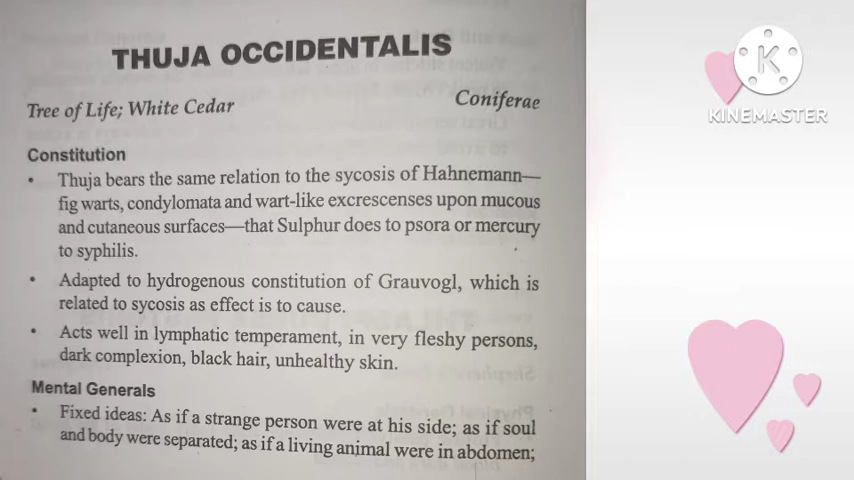 THUJA OCCIDENTALIS
Tree of Life; White Cedar
Coniferae
Constitution
• Thuja bears the same relation to the sycosis of Hahnemann—
fig warts, condylomata and wart-like excrescenses upon mucous
and cutaneous surfaces—that Sulphur does to psora or mercury
to syphilis.
• Adapted to hydrogenous constitution of Grauvogl, which is
related to sycosis as effect is to cause.
• Acts well in lymphatic temperament, in very fleshy persons,
dark complexion, black hair, unhealthy skin.
Mental Generals
• Fixed ideas: As if a strange person were at his side; as if soul
and body were separated; as if a living animal were in abdomen;
K
KINEMASTER